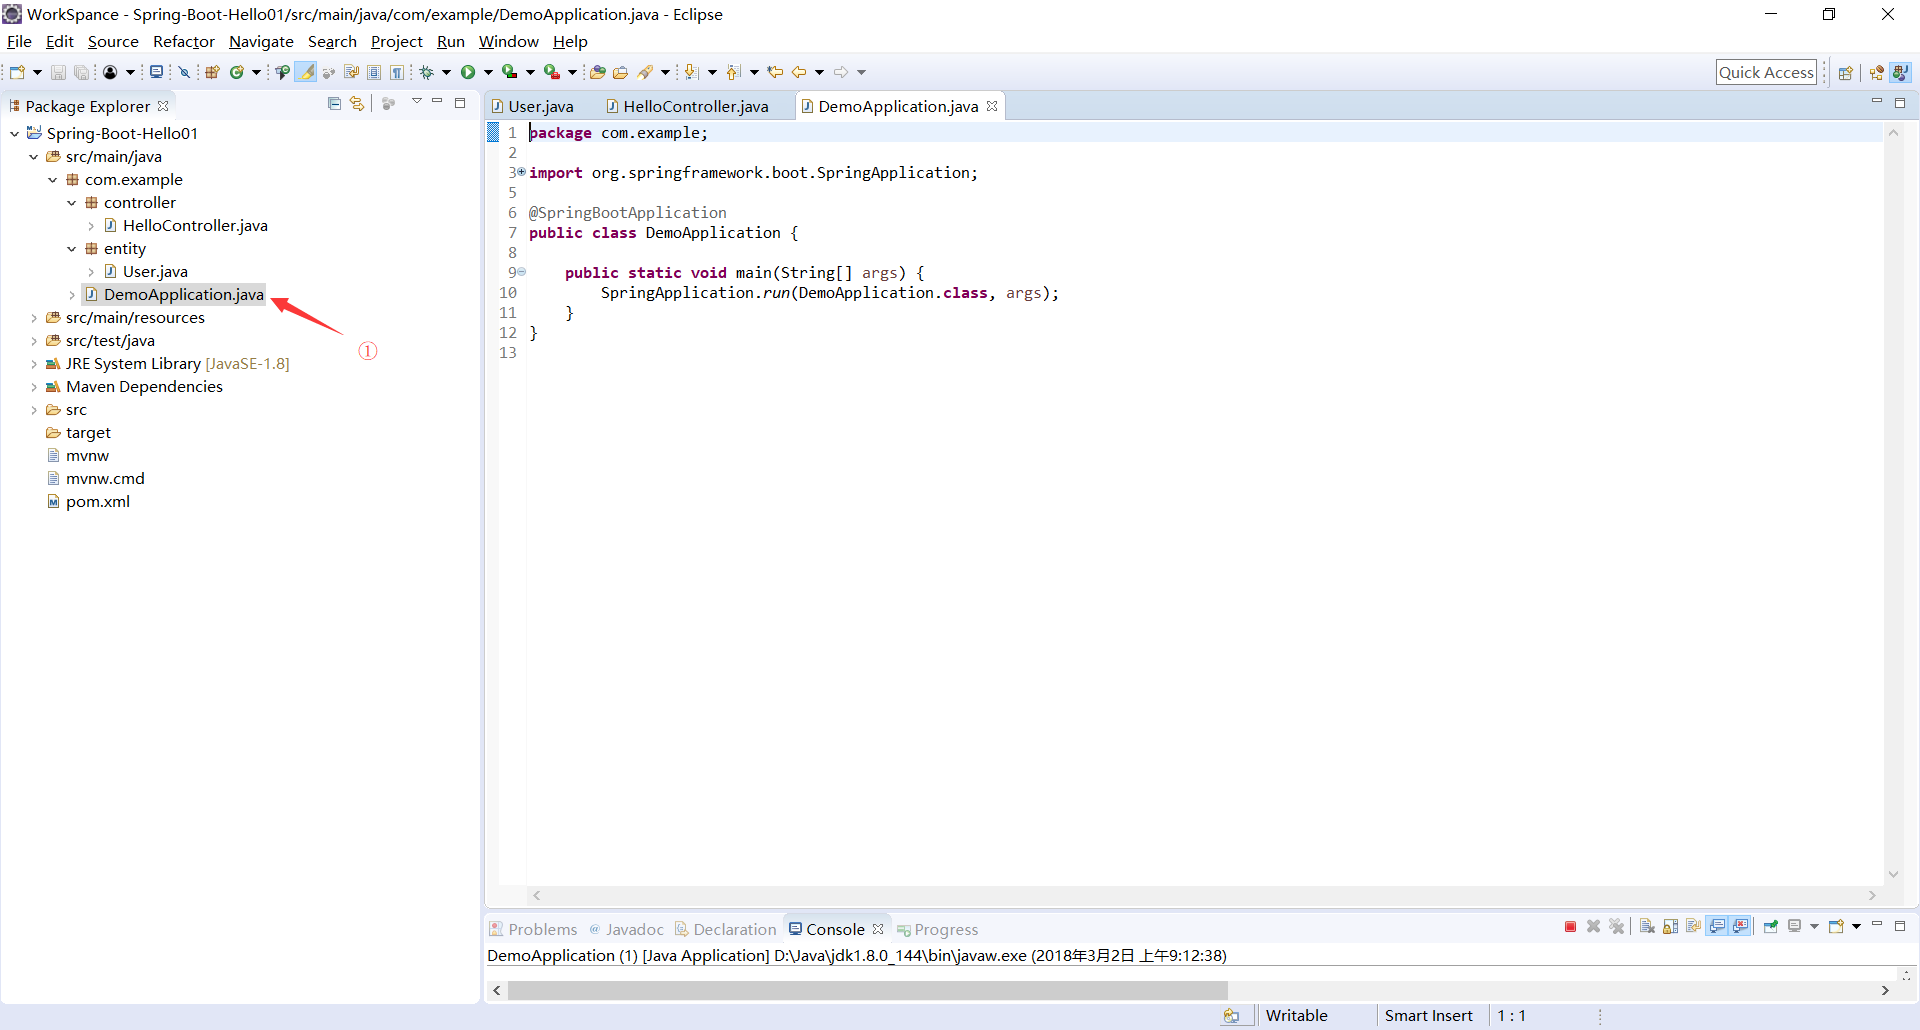 WorkSpance - Spring-Boot-Hello01/src/main/java/com/example/DemoApplication.java - Eclipse
File Edit Source Refactor Navigate Search Project Run Window Help
Quick Access
Package Explorer
Spring-Boot-Hello01
src/main/java
com.example
controller
HelloController.java
entity
User.java
DemoApplication.java
①
src/main/resources
src/test/java
JRE System Library [JavaSE-1.8]
Maven Dependencies
src
target
mvnw
mvnw.cmd
pom.xml
User.java HelloController.java DemoApplication.java
1 package com.example;
2
3 import org.springframework.boot.SpringApplication;
5
6 @SpringBootApplication
7 public class DemoApplication {
8
9 public static void main(String[] args) {
10 SpringApplication.run(DemoApplication.class, args);
11 }
12 }
13
Problems @ Javadoc Declaration Console Progress
DemoApplication (1) [Java Application] D:\Java\jdk1.8.0_144\bin\javaw.exe (2018年3月2日 上午9:12:38)
Writable Smart Insert 1 : 1